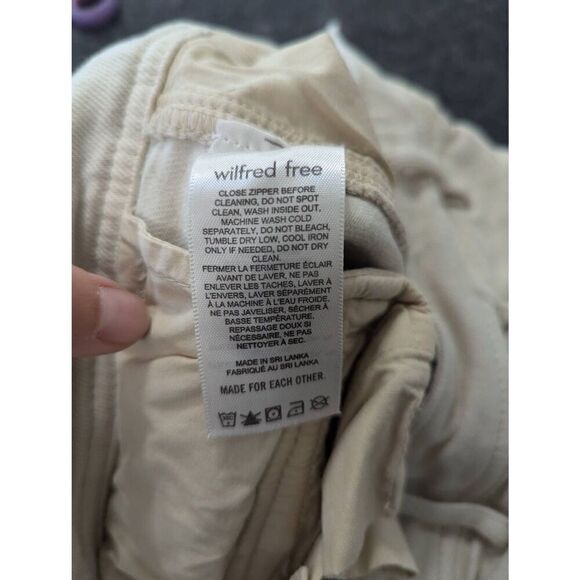 wilfred free
CLOSE ZIPPER BEFORE
CLEANING, DO NOT SPOT
CLEAN, WASH INSIDE OUT,
MACHINE WASH COLD
SEPARATELY, DO NOT BLEACH,
TUMBLE DRY LOW, COOL IRON
ONLY IF NEEDED, DO NOT DRY
CLEAN.
FERMER LA FERMETURE ÉCLAIR
AVANT DE LAVER, NE PAS
ENLEVER LES TACHES, LAVER À
L'ENVERS, LAVER SÉPARÉMENT
À LA MACHINE À L'EAU FROIDE.
NE PAS JAVELISER, SÉCHER À
BASSE TEMPÉRATURE.
REPASSAGE DOUX SI
NÉCESSAIRE, NE PAS
NETTOYER À SEC.
MADE IN SRI LANKA
FABRIQUÉ AU SRI LANKA
MADE FOR EACH OTHER.